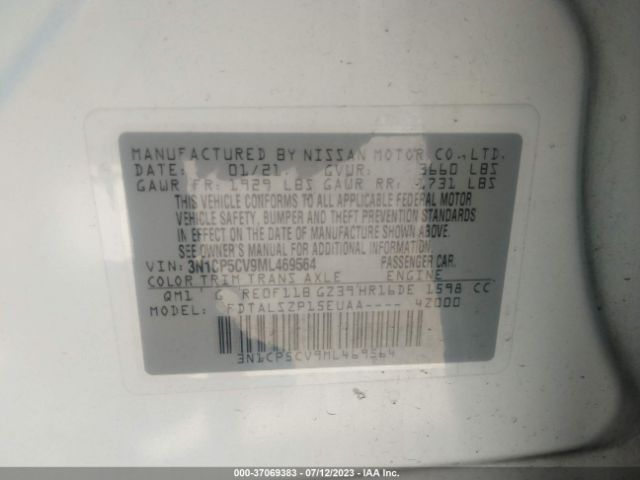 MANUFACTURED BY NISSAN MOTOR CO., LTD.
DATE: 01/21 GVWR: 3660 LBS
GAWR FR: 1929 LBS GAWR RR: 1731 LBS
THIS VEHICLE CONFORMS TO ALL APPLICABLE FEDERAL MOTOR
VEHICLE SAFETY, BUMPER AND THEFT PREVENTION STANDARDS
IN EFFECT ON THE DATE OF MANUFACTURE SHOWN ABOVE.
SEE OWNER'S MANUAL OR ADDITIONAL INFORMATION.
VIN: 3N1CP5CV9ML469564 PASSENGER CAR.
COLOR TRIM TRANS AXLE ENGINE
QM1 G RE0F11B GZ39 HR16DE 1598 CC
MODEL: FDTALSZP15EUAA---- 4Z000
3N1CP5CV9ML469564
000-37069383 - 07/12/2023 - IAA Inc.